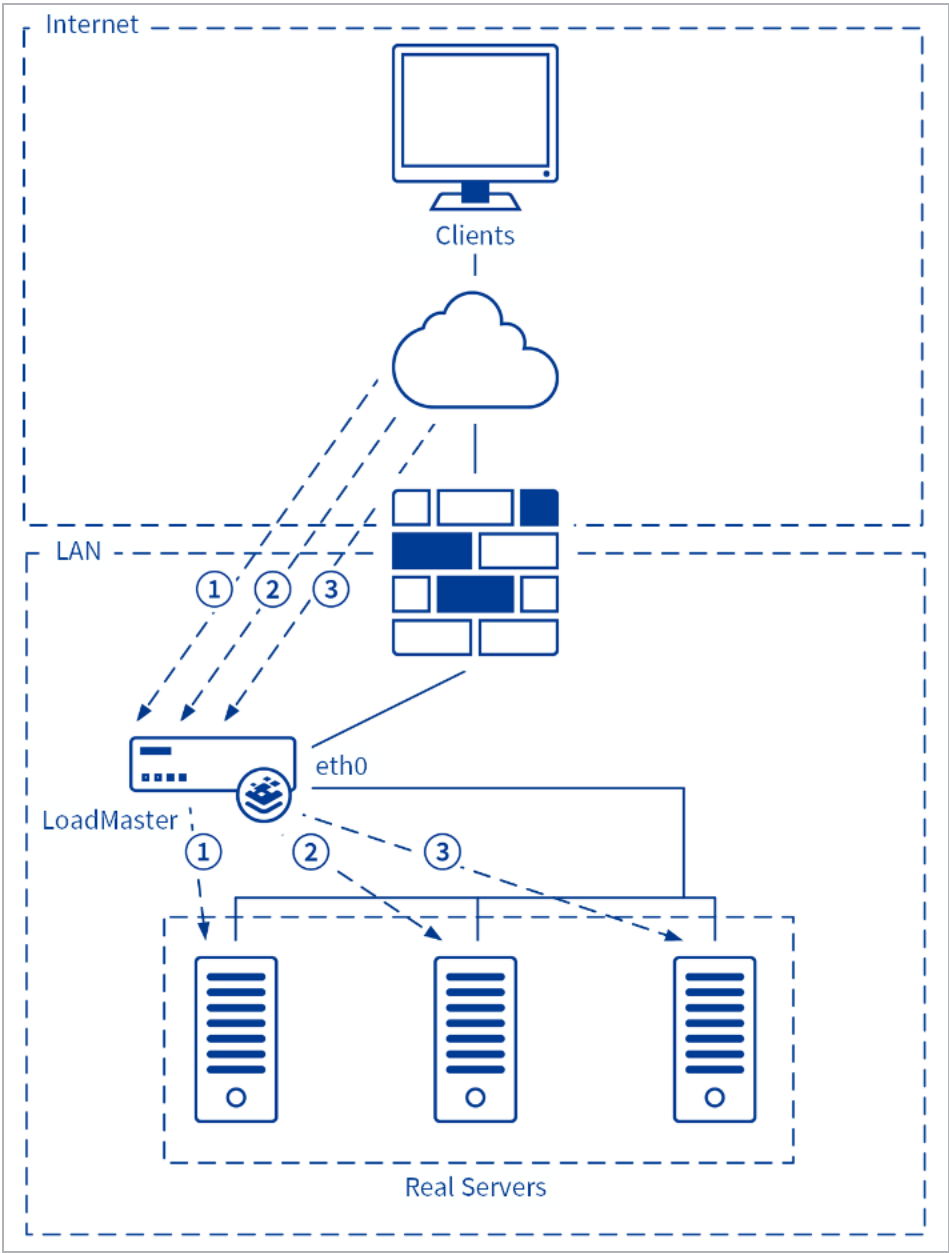 Internet
Clients
LAN
1
2
3
eth0
LoadMaster
1
2
3
Real Servers